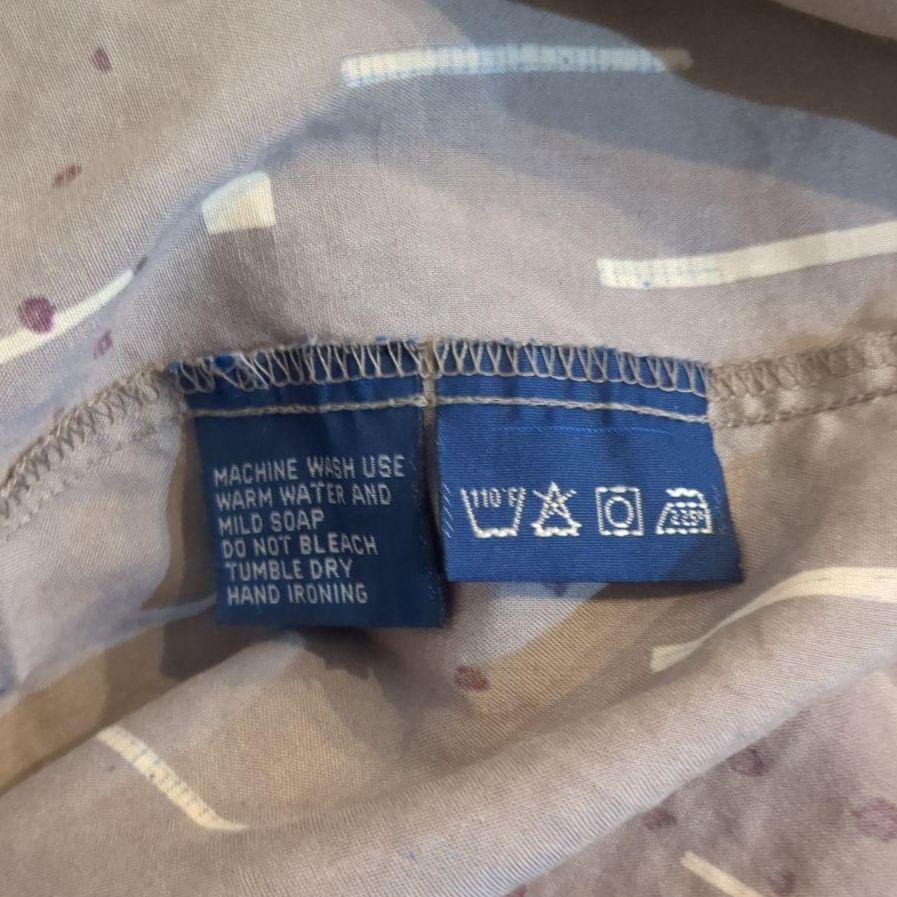 MACHINE WASH USE
WARM WATER AND
MILD SOAP
DO NOT BLEACH
TUMBLE DRY
HAND IRONING
110°F